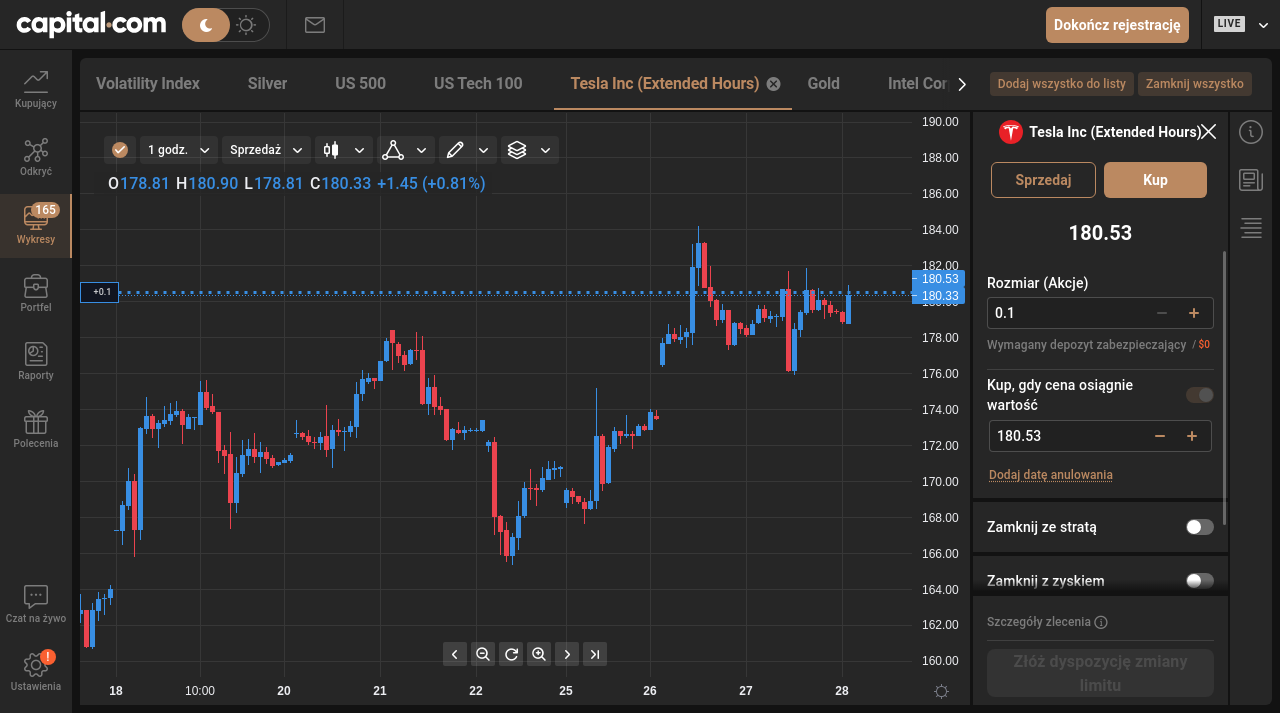 capital.com
Dokończ rejestrację
LIVE
Volatility Index
Silver
US 500
US Tech 100
Tesla Inc (Extended Hours)
Gold
Intel Cor
Dodaj wszystko do listy
Zamknij wszystko
Kupujący
Odkryć
165
Wykresy
Portfel
Raporty
Polecenia
Czat na żywo
!
Ustawienia
1 godz.
Sprzedaż
O178.81 H180.90 L178.81 C180.33 +1.45 (+0.81%)
+0.1
190.00
188.00
186.00
184.00
182.00
180.53
180.33
178.00
176.00
174.00
172.00
170.00
168.00
166.00
164.00
162.00
160.00
18
10:00
20
21
22
25
26
27
28
Tesla Inc (Extended Hours)
Sprzedaj
Kup
180.53
Rozmiar (Akcje)
0.1
Wymagany depozyt zabezpieczający / $0
Kup, gdy cena osiągnie
wartość
180.53
Dodaj datę anulowania
Zamknij ze stratą
Zamknij z zyskiem
Szczegóły zlecenia
Złóż dyspozycję zmiany
limitu